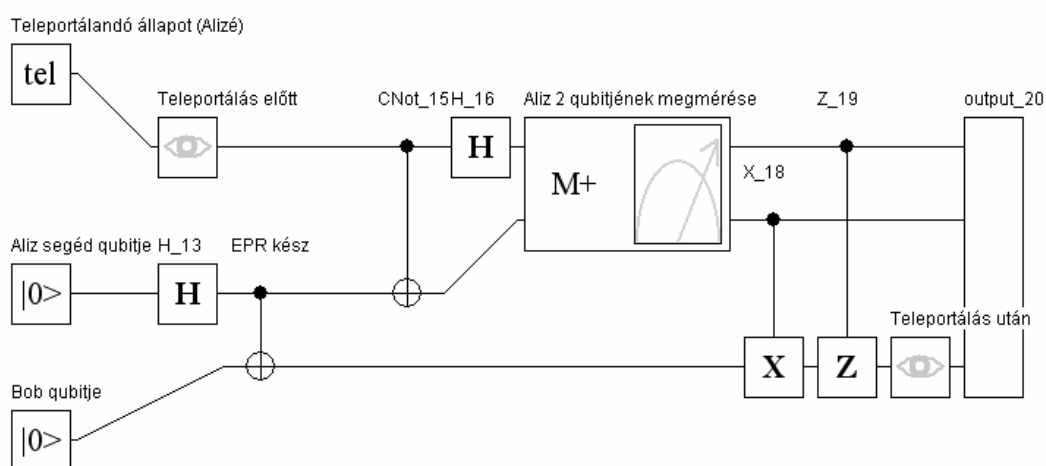 Teleportálandó állapot (Alizé)
tel
Teleportálás előtt
CNot_15H_16
Aliz 2 qubitjének megmérése
Z_19
output_20
H
M+
X_18
Aliz segéd qubitje H_13
EPR kész
|0>
H
Teleportálás után
X
Z
Bob qubitje
|0>